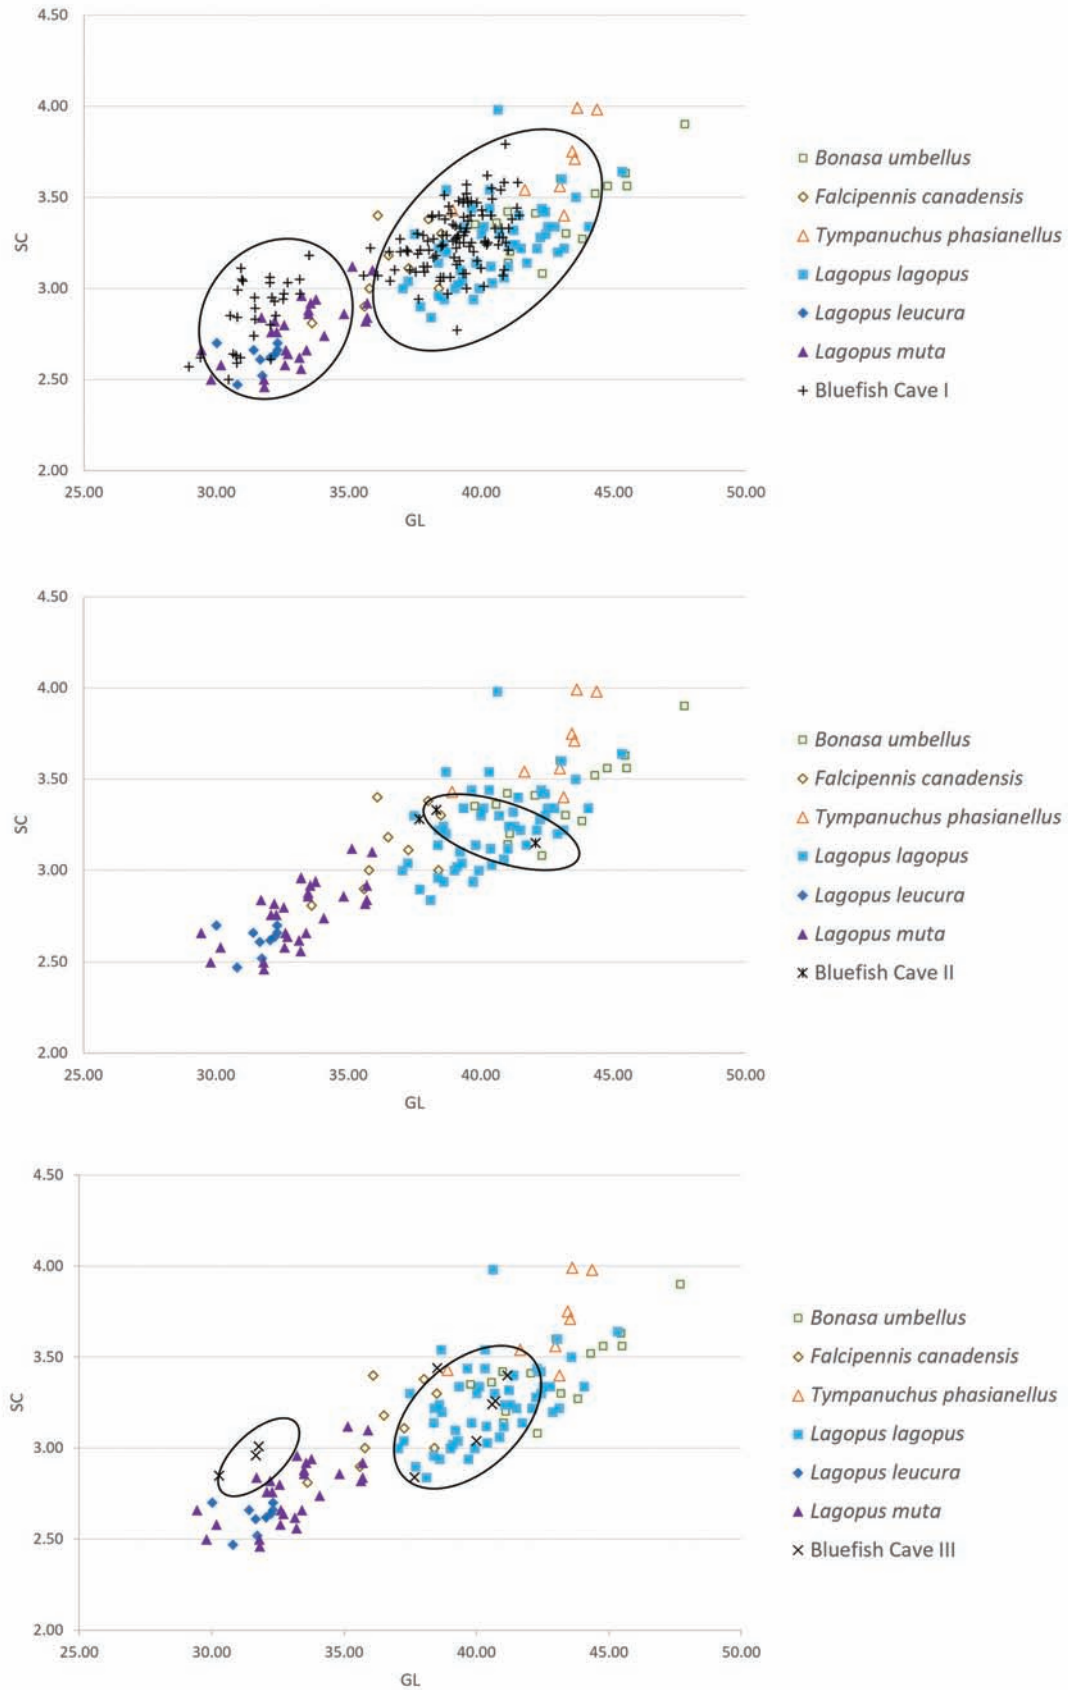 4.50
4.00
3.50
3.00
2.50
2.00
SC
25.00 30.00 35.00 40.00 45.00 50.00
GL
Bonasa umbellus
Falcipennis canadensis
Tympanuchus phasianellus
Lagopus lagopus
Lagopus leucura
Lagopus muta
Bluefish Cave I
4.50
4.00
3.50
3.00
2.50
2.00
SC
25.00 30.00 35.00 40.00 45.00 50.00
GL
Bonasa umbellus
Falcipennis canadensis
Tympanuchus phasianellus
Lagopus lagopus
Lagopus leucura
Lagopus muta
Bluefish Cave II
4.50
4.00
3.50
3.00
2.50
2.00
SC
25.00 30.00 35.00 40.00 45.00 50.00
GL
Bonasa umbellus
Falcipennis canadensis
Tympanuchus phasianellus
Lagopus lagopus
Lagopus leucura
Lagopus muta
Bluefish Cave III